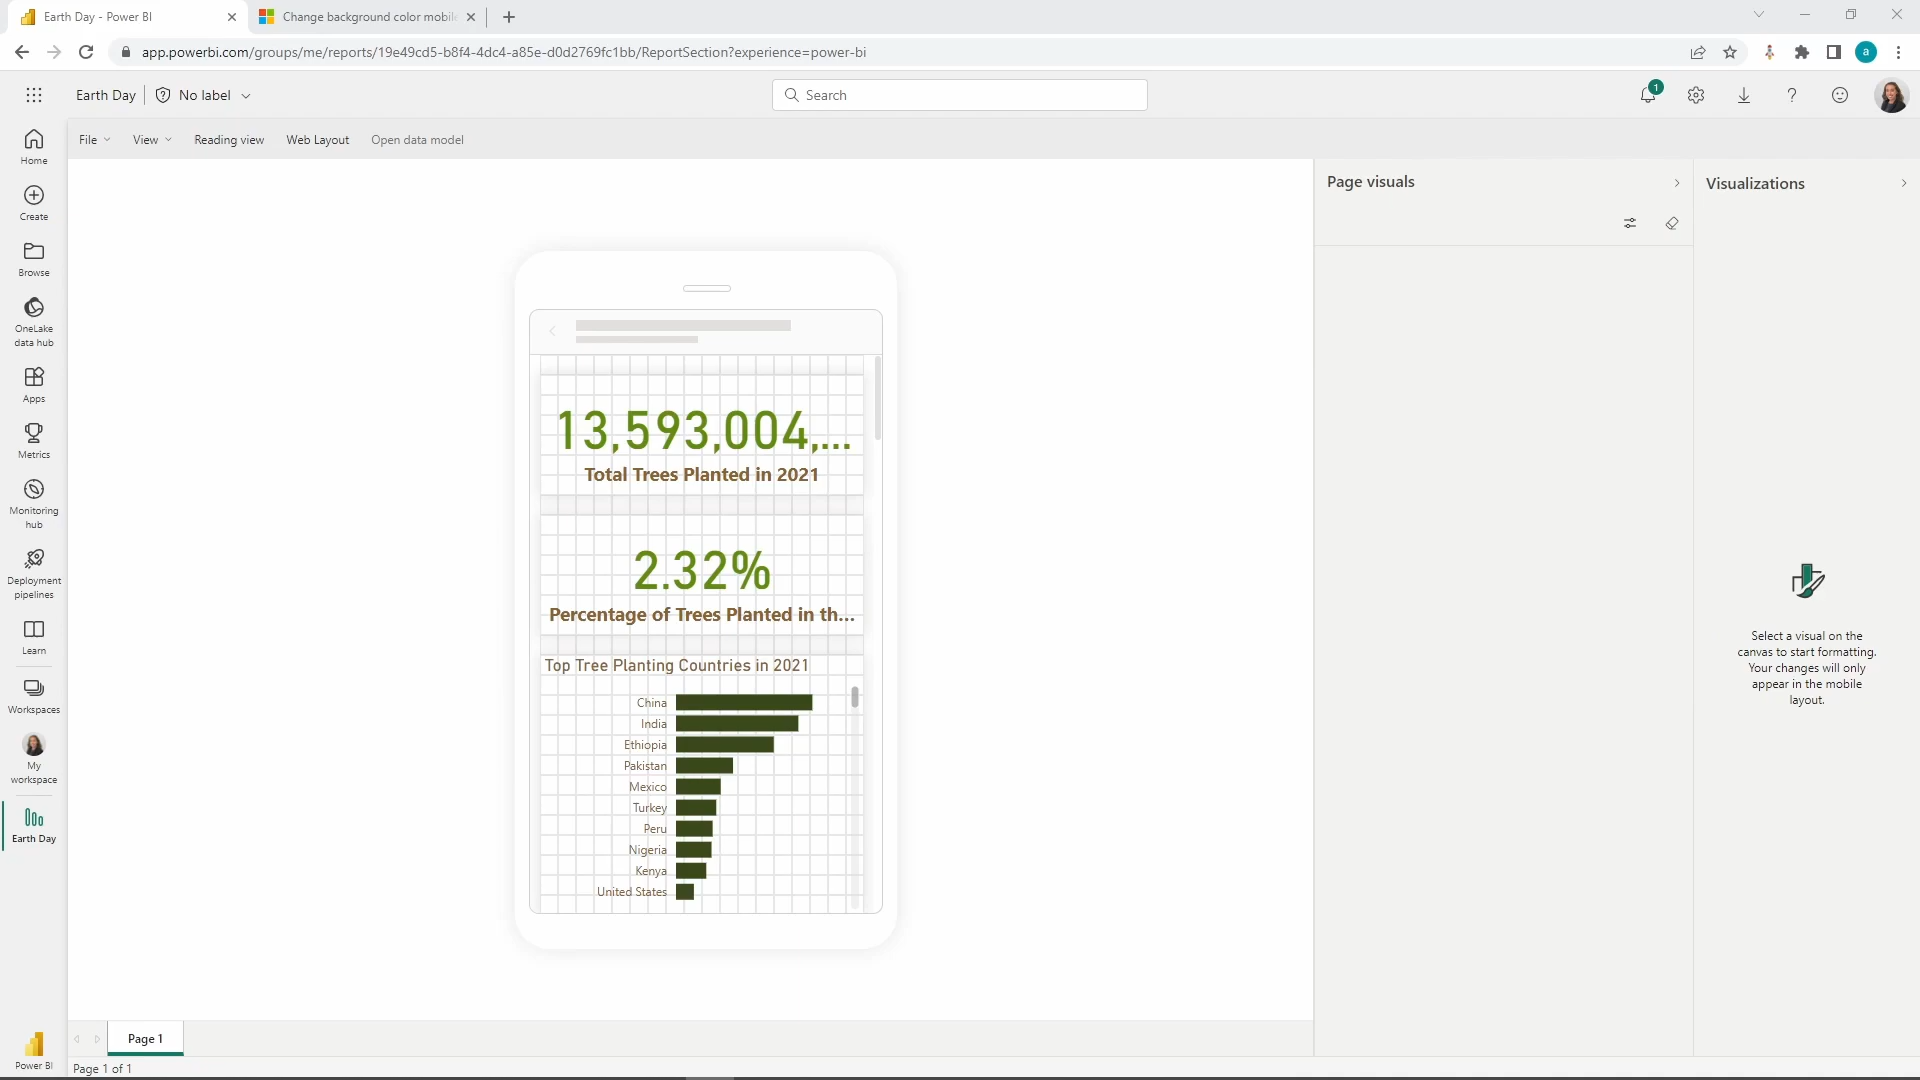 Earth Day - Power BI
Change background color mobile
app.powerbi.com/groups/me/reports/19e49cd5-b8f4-4dc4-a85e-d0d2769fc1bb/ReportSection?experience=power-bi
a
Earth Day
No label
Search
1
File
View
Reading view
Web Layout
Open data model
Home
Create
Browse
OneLake
data hub
Apps
Metrics
Monitoring
hub
Deployment
pipelines
Learn
Workspaces
My
workspace
Earth Day
Power BI
13,593,004,...
Total Trees Planted in 2021
2.32%
Percentage of Trees Planted in th...
Top Tree Planting Countries in 2021
China
India
Ethiopia
Pakistan
Mexico
Turkey
Peru
Nigeria
Kenya
United States
Page visuals
Visualizations
Select a visual on the
canvas to start formatting.
Your changes will only
appear in the mobile
layout.
Page 1
Page 1 of 1